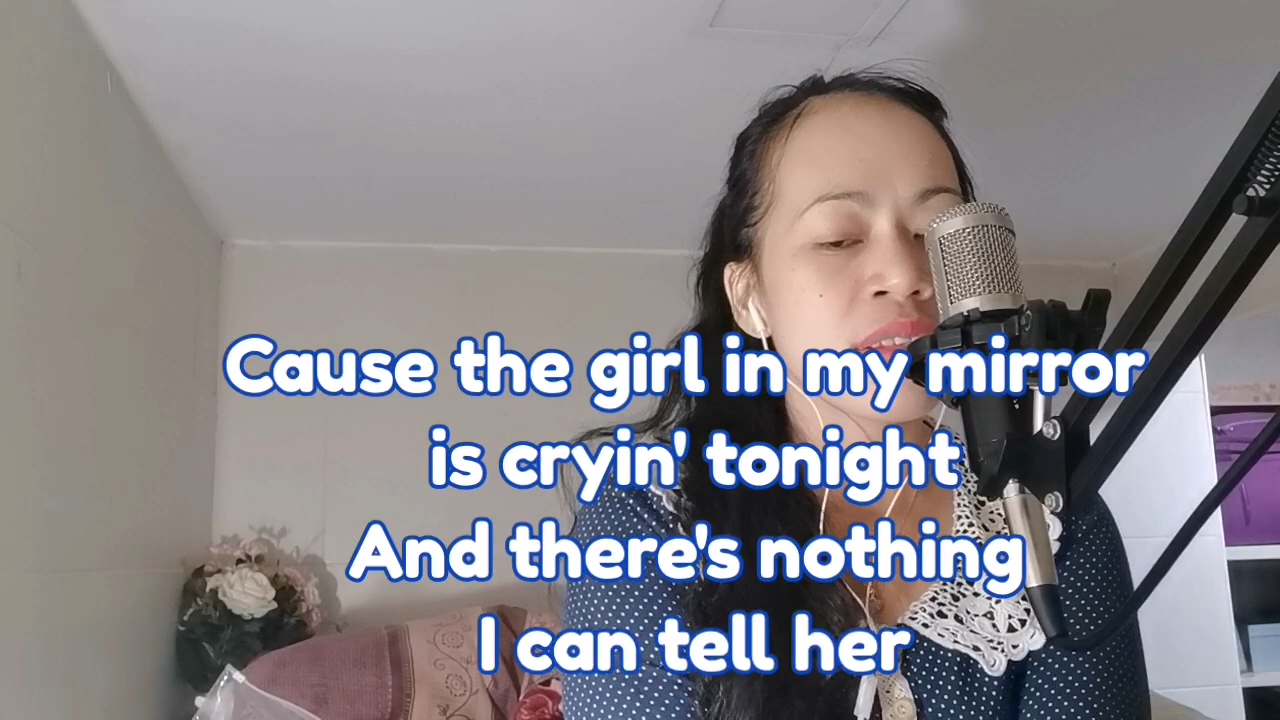 Cause the girl in my mirror
is cryin' tonight
And there's nothing
I can tell her